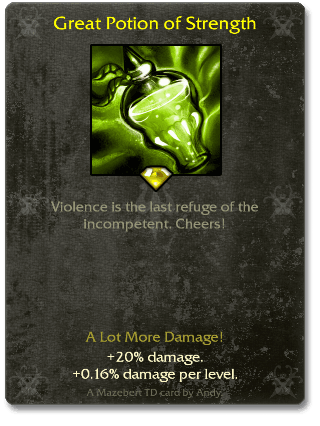 Great Potion of Strength
Violence is the last refuge of the
incompetent. Cheers!
A Lot More Damage!
+20% damage.
+0.16% damage per level.
A Mazebert TD card by Andy